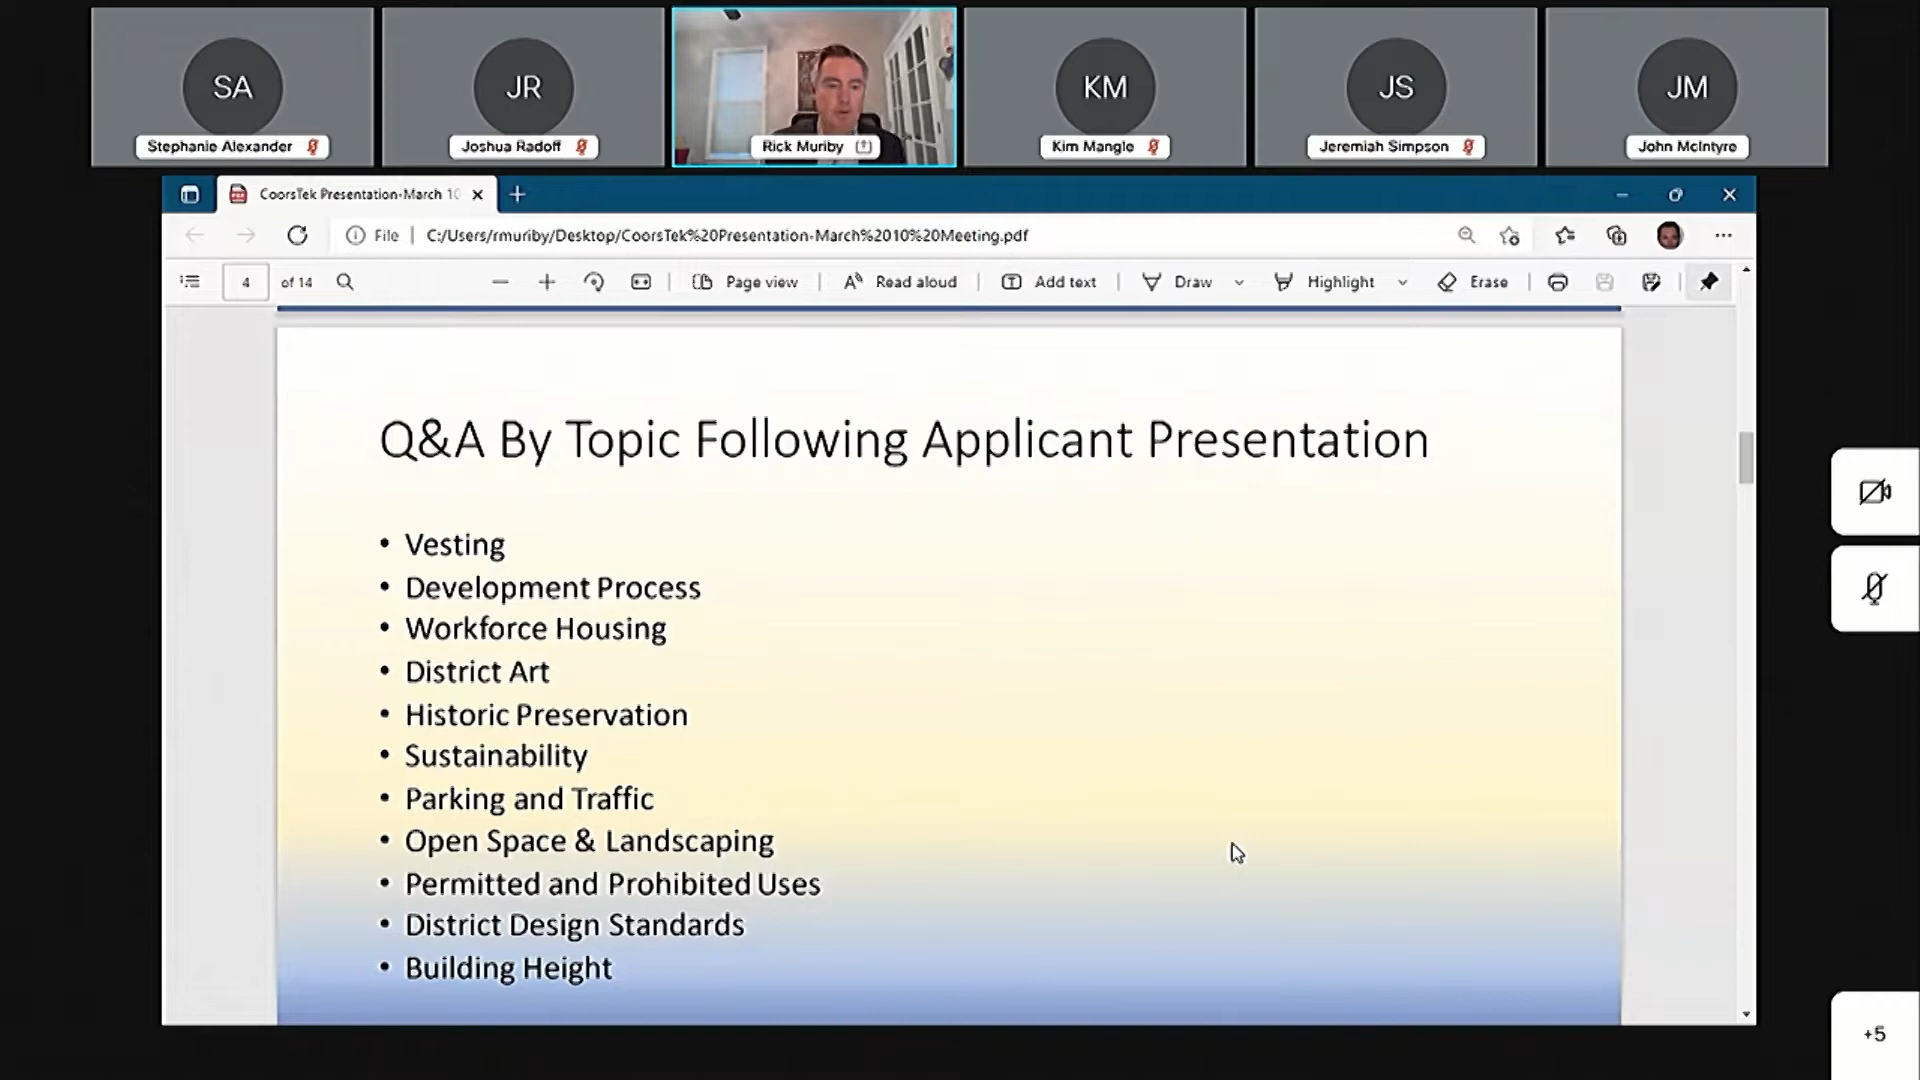 SA
JR
KM
JS
JM
Stephanie Alexander
Joshua Radoff
Rick Muriby
Kim Mangle
Jeremiah Simpson
John McIntyre
CoorsTek Presentation-March 10
File
C:/Users/rmuriby/Desktop/CoorsTek%20Presentation-March%2010%20Meeting.pdf
4 of 14
Page view
Read aloud
Add text
Draw
Highlight
Erase
Q&A By Topic Following Applicant Presentation
• Vesting
• Development Process
• Workforce Housing
• District Art
• Historic Preservation
• Sustainability
• Parking and Traffic
• Open Space & Landscaping
• Permitted and Prohibited Uses
• District Design Standards
• Building Height
+5